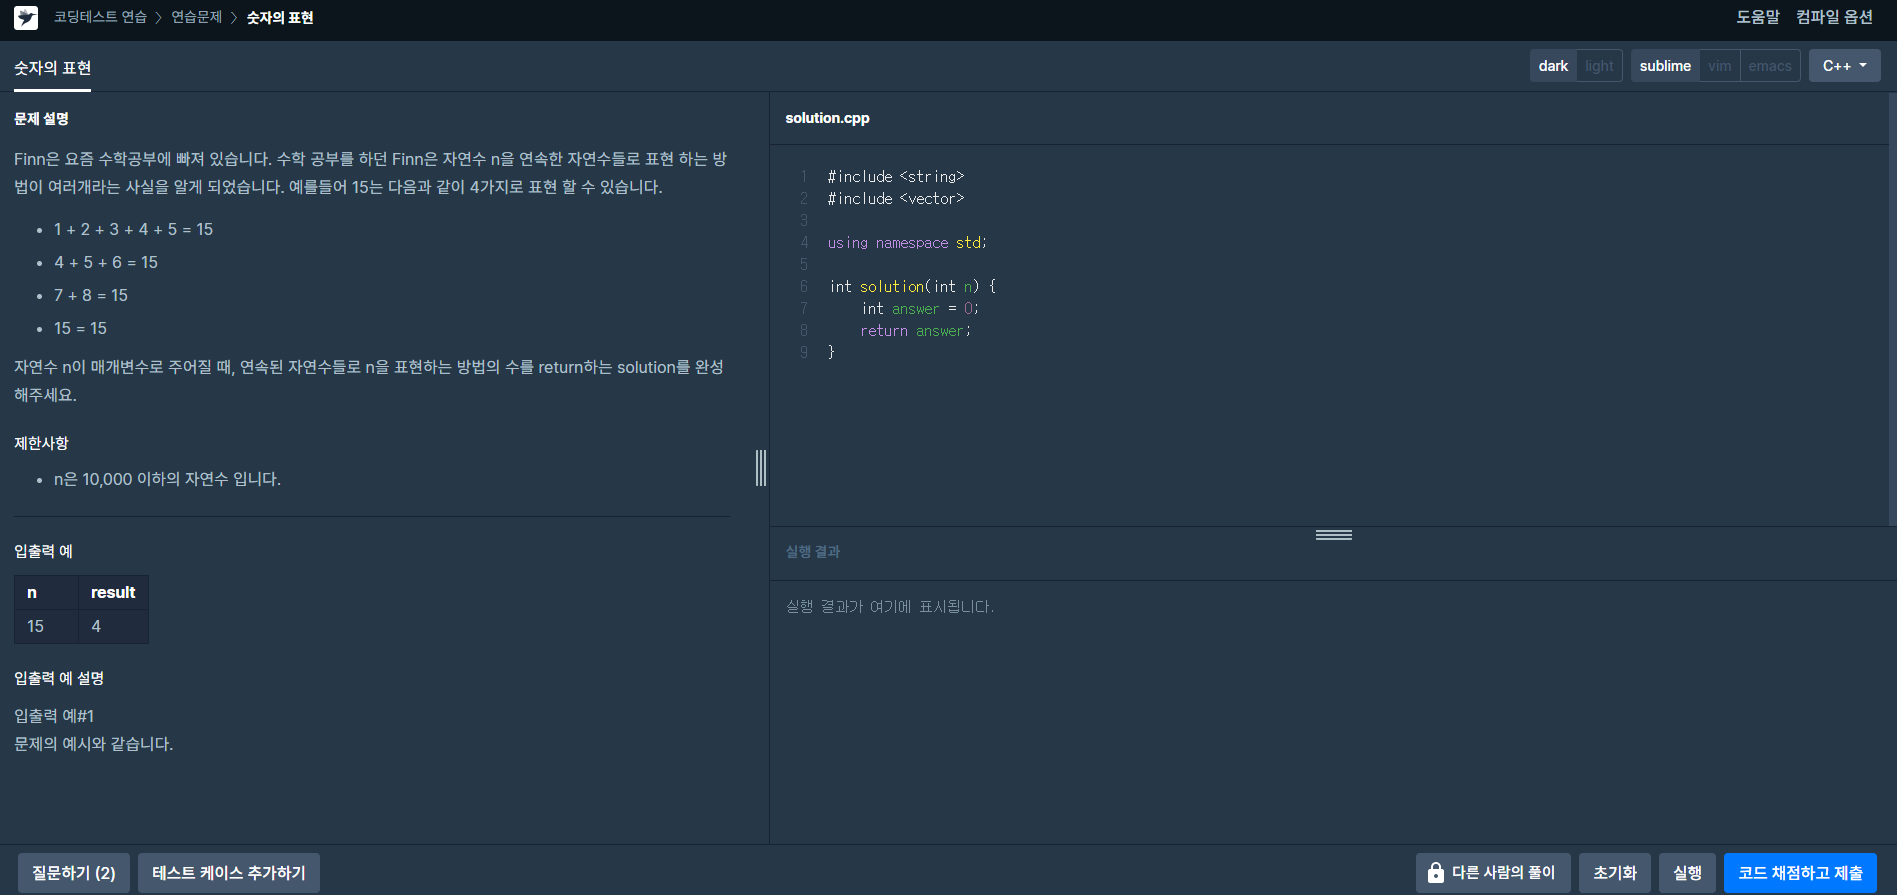 코딩테스트 연습 > 연습문제 > 숫자의 표현
도움말 컴파일 옵션
숫자의 표현
dark light sublime vim emacs C++
문제 설명
Finn은 요즘 수학공부에 빠져 있습니다. 수학 공부를 하던 Finn은 자연수 n을 연속한 자연수들로 표현 하는 방
법이 여러개라는 사실을 알게 되었습니다. 예를들어 15는 다음과 같이 4가지로 표현 할 수 있습니다.
• 1 + 2 + 3 + 4 + 5 = 15
• 4 + 5 + 6 = 15
• 7 + 8 = 15
• 15 = 15
자연수 n이 매개변수로 주어질 때, 연속된 자연수들로 n을 표현하는 방법의 수를 return하는 solution를 완성
해주세요.
제한사항
• n은 10,000 이하의 자연수 입니다.
입출력 예
n result
15 4
입출력 예 설명
입출력 예#1
문제의 예시와 같습니다.
solution.cpp
1 #include <string>
2 #include <vector>
3
4 using namespace std;
5
6 int solution(int n) {
7     int answer = 0;
8     return answer;
9 }
실행 결과
실행 결과가 여기에 표시됩니다.
질문하기 (2) 테스트 케이스 추가하기
다른 사람의 풀이 초기화 실행 코드 채점하고 제출